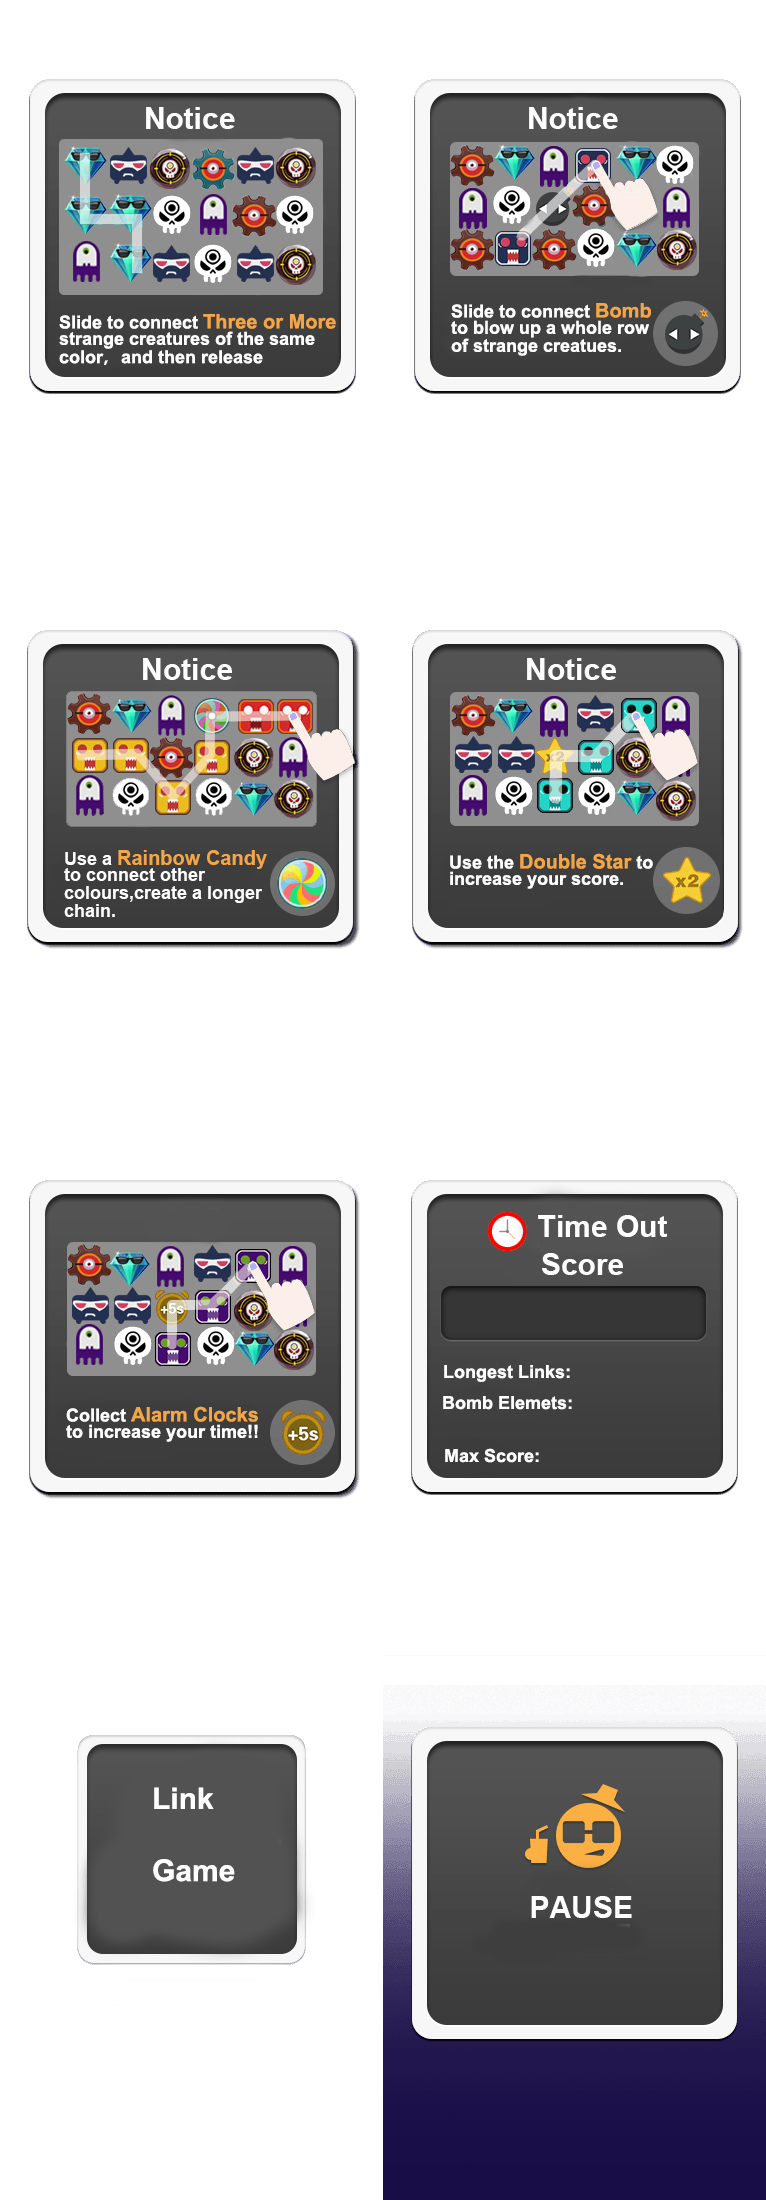 Notice
Slide to connect Three or More
strange creatures of the same
color, and then release
Notice
Slide to connect Bomb
to blow up a whole row
of strange creatues.
Notice
Use a Rainbow Candy
to connect other
colours,create a longer
chain.
Notice
x2
Use the Double Star to
increase your score.
x2
+5s
Collect Alarm Clocks
to increase your time!!
+5s
Time Out
Score
Longest Links:
Bomb Elemets:
Max Score:
Link
Game
PAUSE